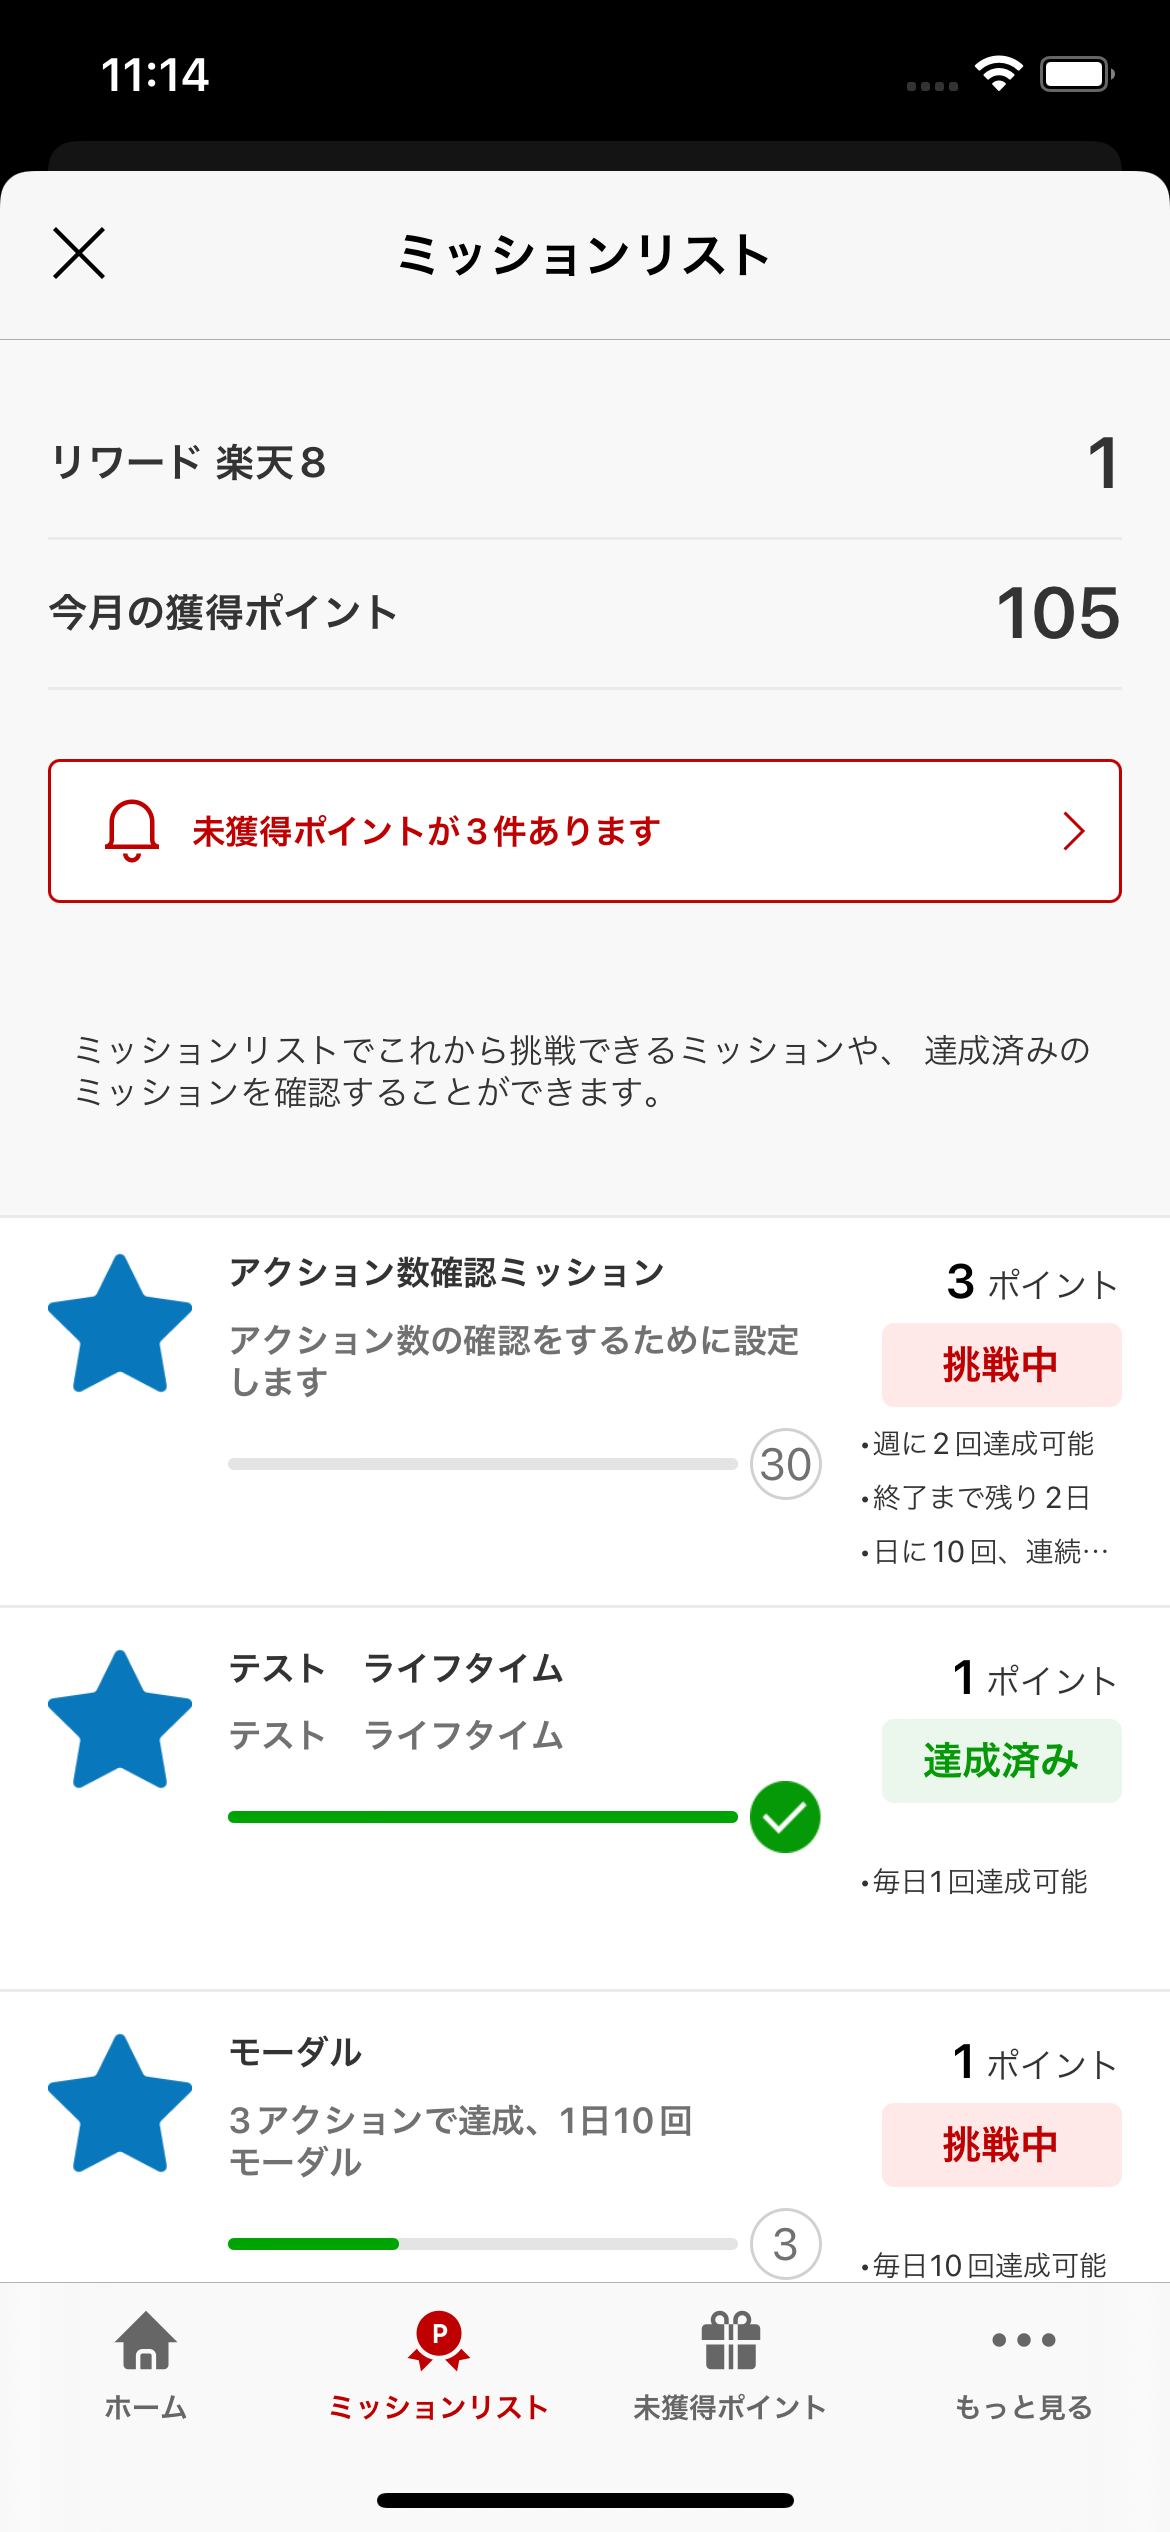 11:14
ミッションリスト
リワード 楽天8
1
今月の獲得ポイント
105
未獲得ポイントが3件あります
ミッションリストでこれから挑戦できるミッションや、 達成済みの
ミッションを確認することができます。
アクション数確認ミッション
3 ポイント
アクション数の確認をするために設定
します
挑戦中
30
•週に2回達成可能
•終了まで残り2日
•日に10回、連続…
テスト　ライフタイム
1 ポイント
テスト　ライフタイム
達成済み
•毎日1回達成可能
モーダル
1 ポイント
3アクションで達成、1日10回
モーダル
挑戦中
3
•毎日10回達成可能
P
ホーム
ミッションリスト
未獲得ポイント
もっと見る